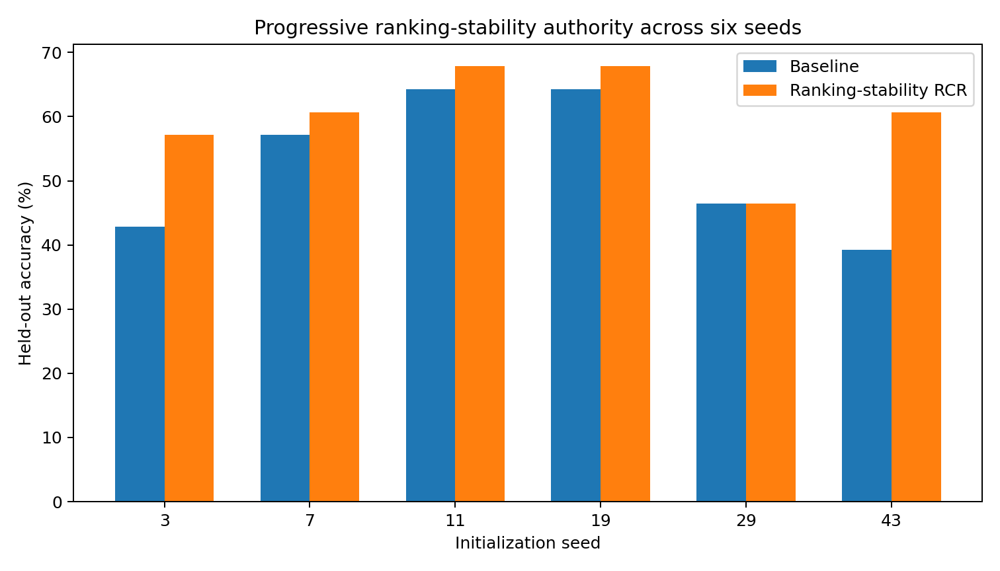 Progressive ranking-stability authority across six seeds
Baseline
Ranking-stability RCR
Held-out accuracy (%)
70
60
50
40
30
20
10
0
3 7 11 19 29 43
Initialization seed